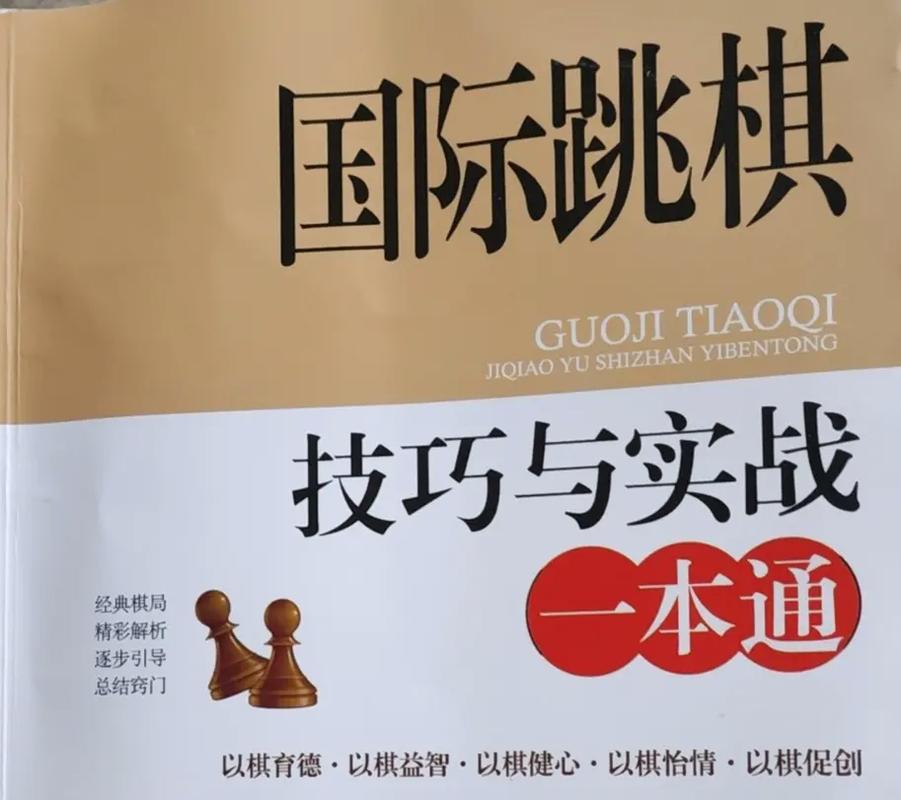 国际跳棋
GUOJI TIAOQI
JIQIAO YU SHIZHAN YIBENTONG
技巧与实战
一本通
经典棋局
精彩解析
逐步引导
总结窍门
以棋育德·以棋益智·以棋健心·以棋怡情·以棋促创